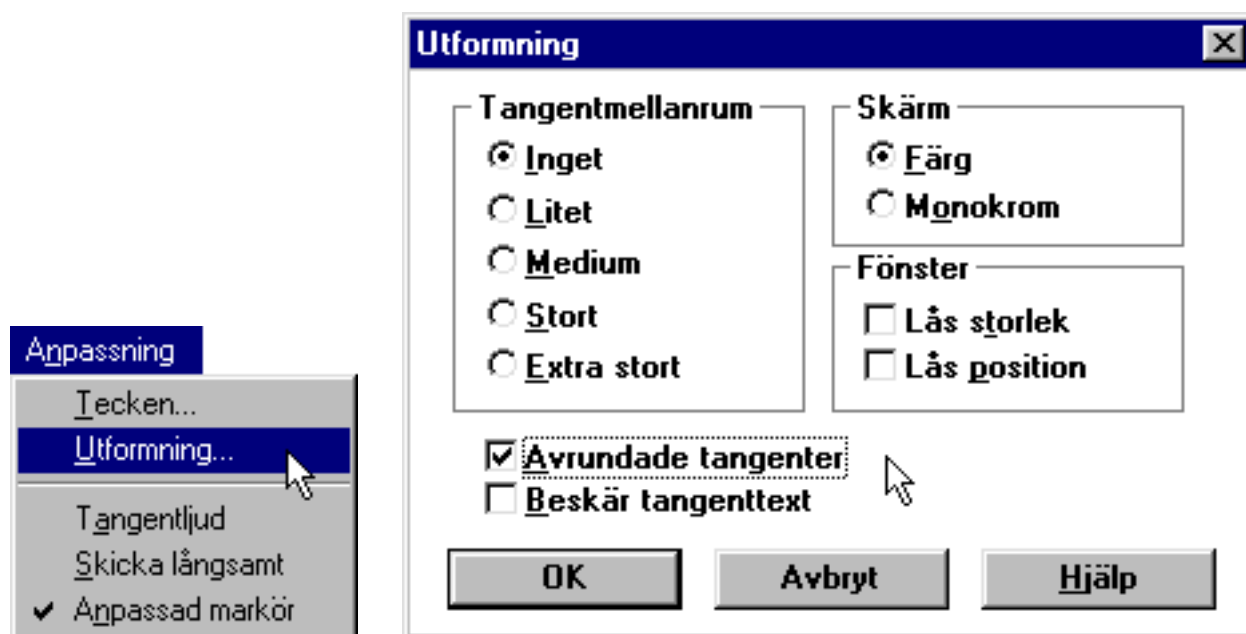 Anpassning
Tecken...
Utformning...
Tangentljud
Skicka långsamt
Anpassad markör
Utformning
Tangentmellanrum
Inget
Litet
Medium
Stort
Extra stort
Skärm
Färg
Monokrom
Fönster
Lås storlek
Lås position
Avrundade tangenter
Beskär tangenttext
OK
Avbryt
Hjälp